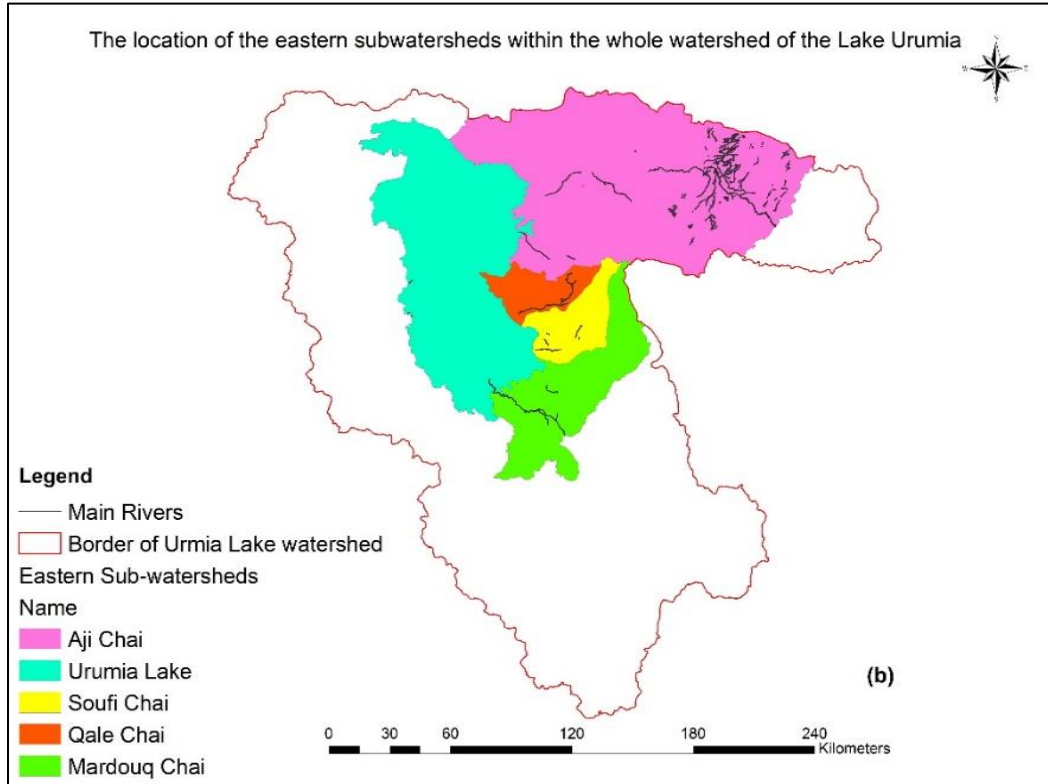 The location of the eastern subwatersheds within the whole watershed of the Lake Urumia
N
W
E
S
Legend
Main Rivers
Border of Urmia Lake watershed
Eastern Sub-watersheds
Name
Aji Chai
Urumia Lake
Soufi Chai
Qale Chai
Mardouq Chai
(b)
0 30 60 120 180 240
Kilometers